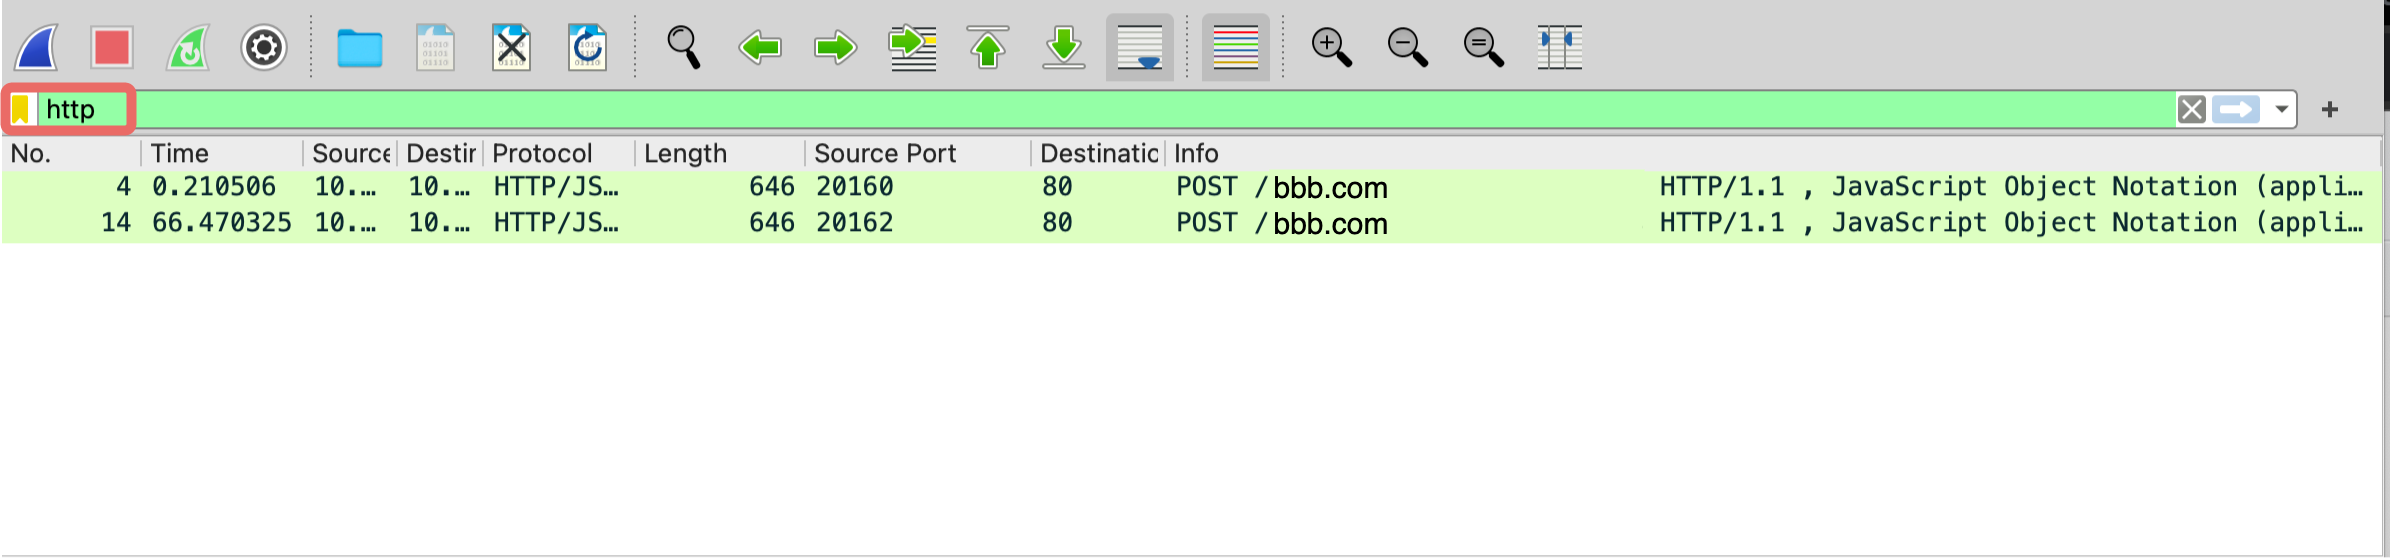 http
No. Time Source Destin Protocol Length Source Port Destinatic Info
4 0.210506 10.… 10.… HTTP/JS… 646 20160 80 POST / bbb.com HTTP/1.1 , JavaScript Object Notation (appli…
14 66.470325 10.… 10.… HTTP/JS… 646 20162 80 POST / bbb.com HTTP/1.1 , JavaScript Object Notation (appli…